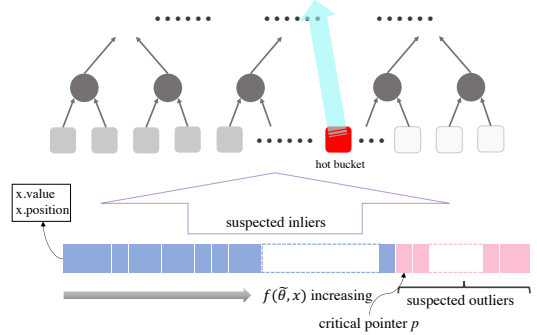 hot bucket
x.value
x.position
suspected inliers
f(θ̃, x) increasing
suspected outliers
critical pointer p